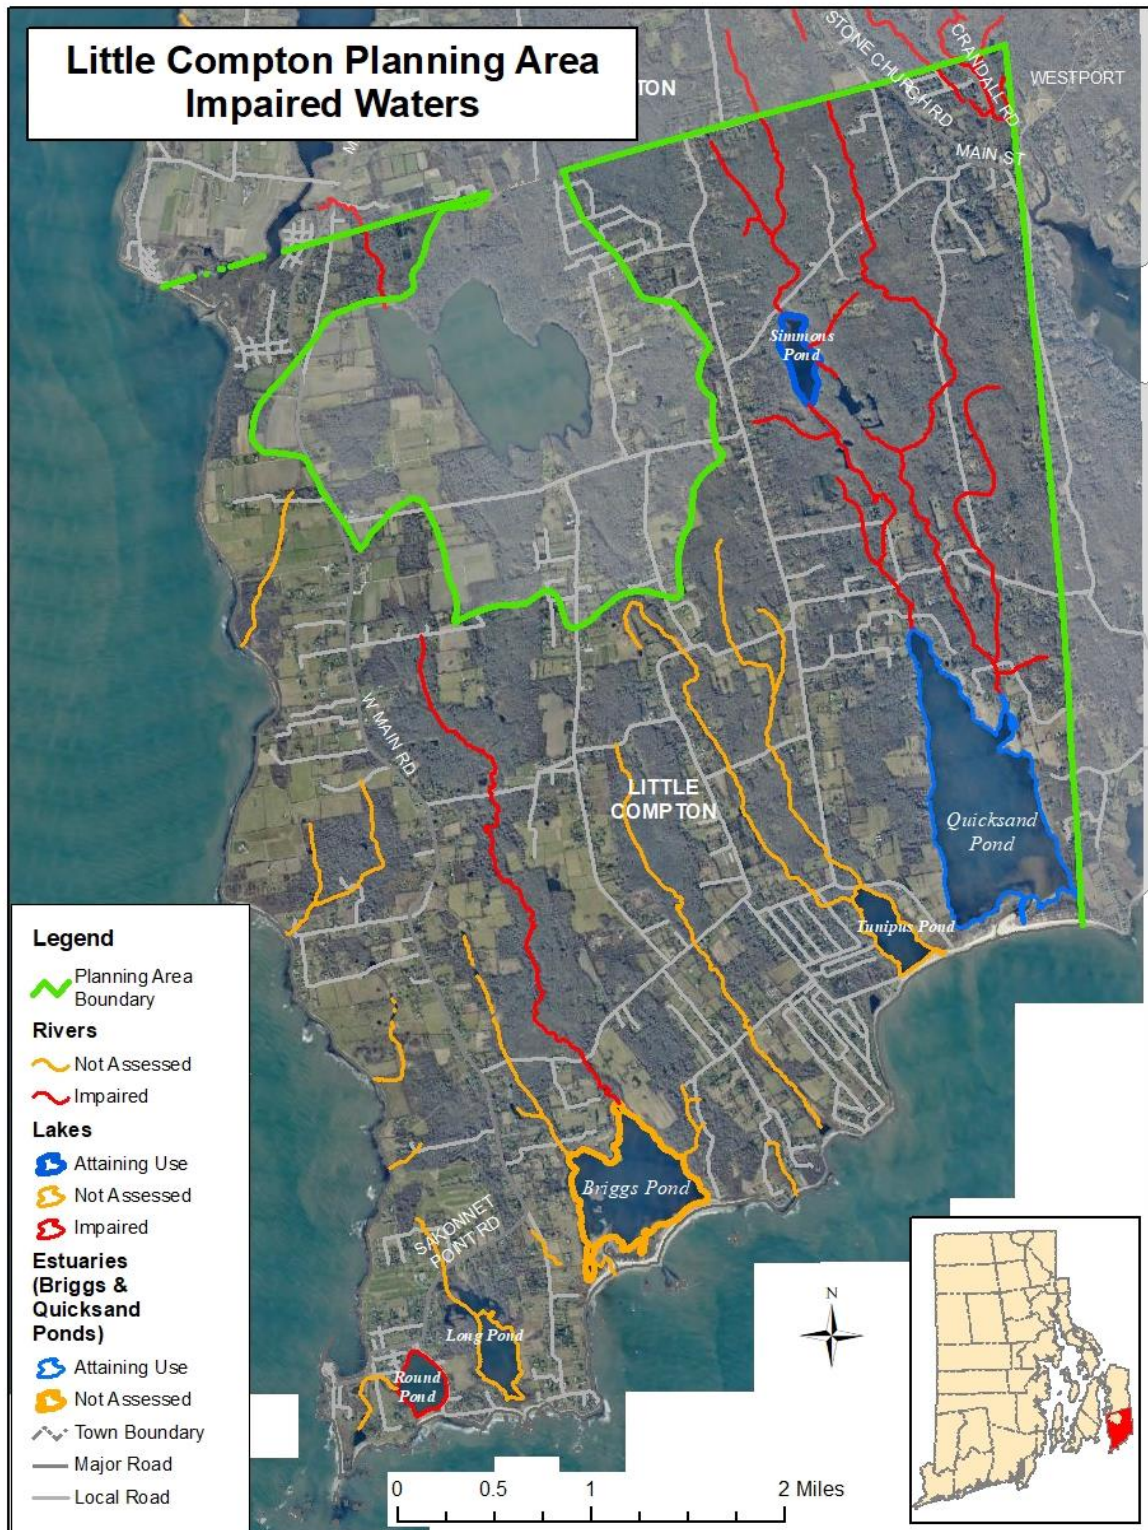 Little Compton Planning Area
Impaired Waters
TON
STONE CHURCH RD
CRANDALL RD
WESTPORT
MAIN ST
M
Simmons
Pond
W MAIN RD
LITTLE
COMPTON
Quicksand
Pond
Tunipus Pond
Briggs Pond
SAKONNET
POINT RD
Long Pond
Round
Pond
Legend
Planning Area
Boundary
Rivers
Not Assessed
Impaired
Lakes
Attaining Use
Not Assessed
Impaired
Estuaries
(Briggs &
Quicksand
Ponds)
Attaining Use
Not Assessed
Town Boundary
Major Road
Local Road
N
0 0.5 1 2 Miles